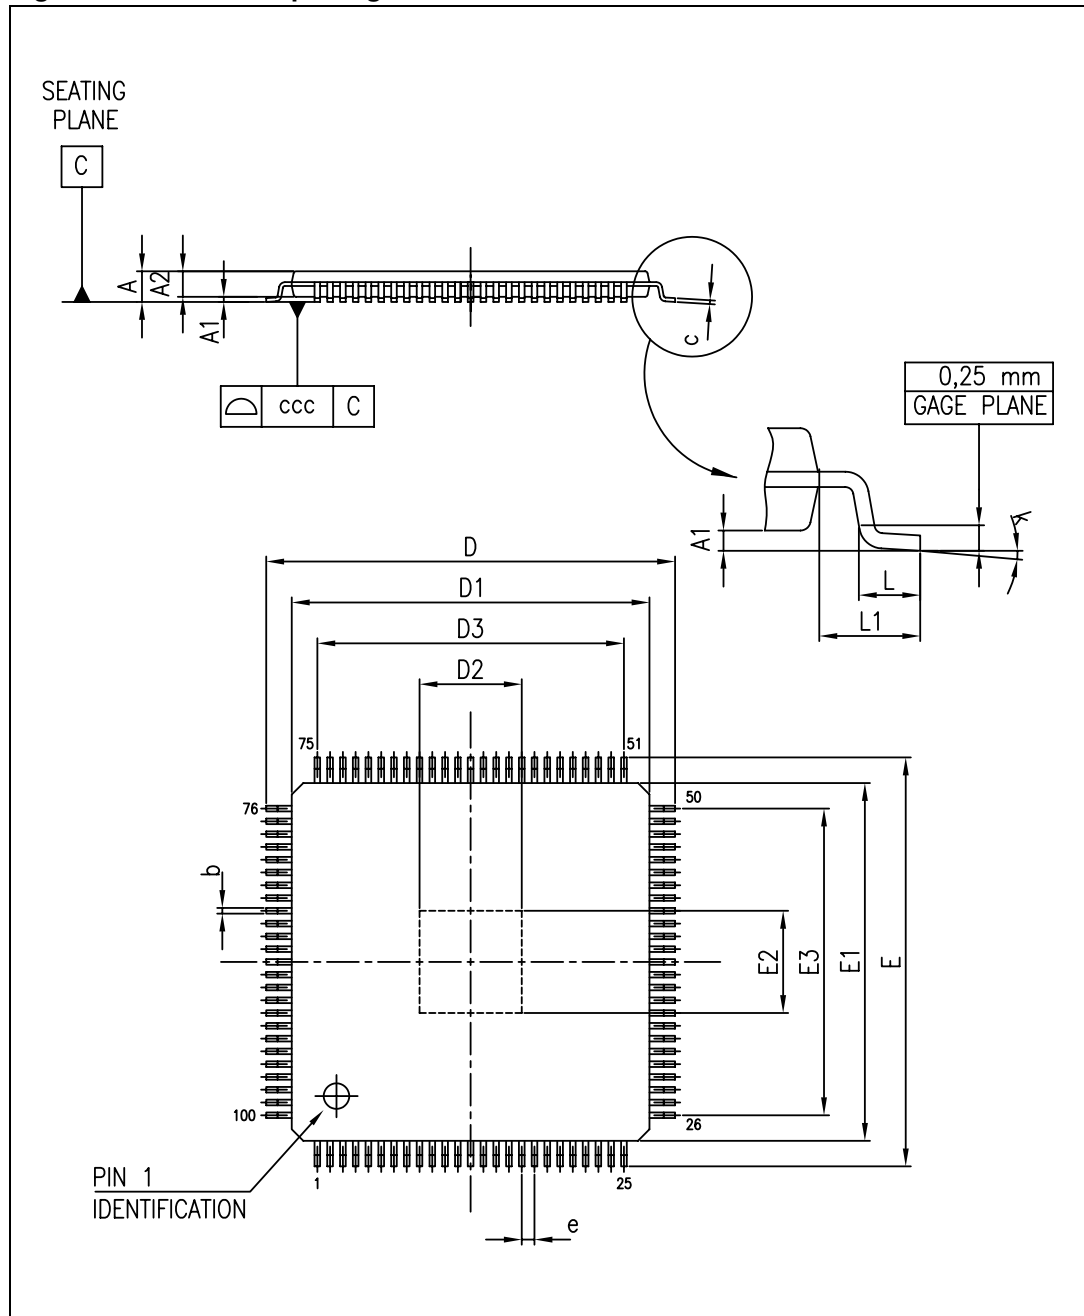 SEATING
PLANE
C
A
A2
A1
c
ccc C
0,25 mm
GAGE PLANE
A1
K
L
L1
D
D1
D3
D2
75
51
76
50
b
E2
E3
E1
E
100
26
PIN 1
IDENTIFICATION
1
25
e